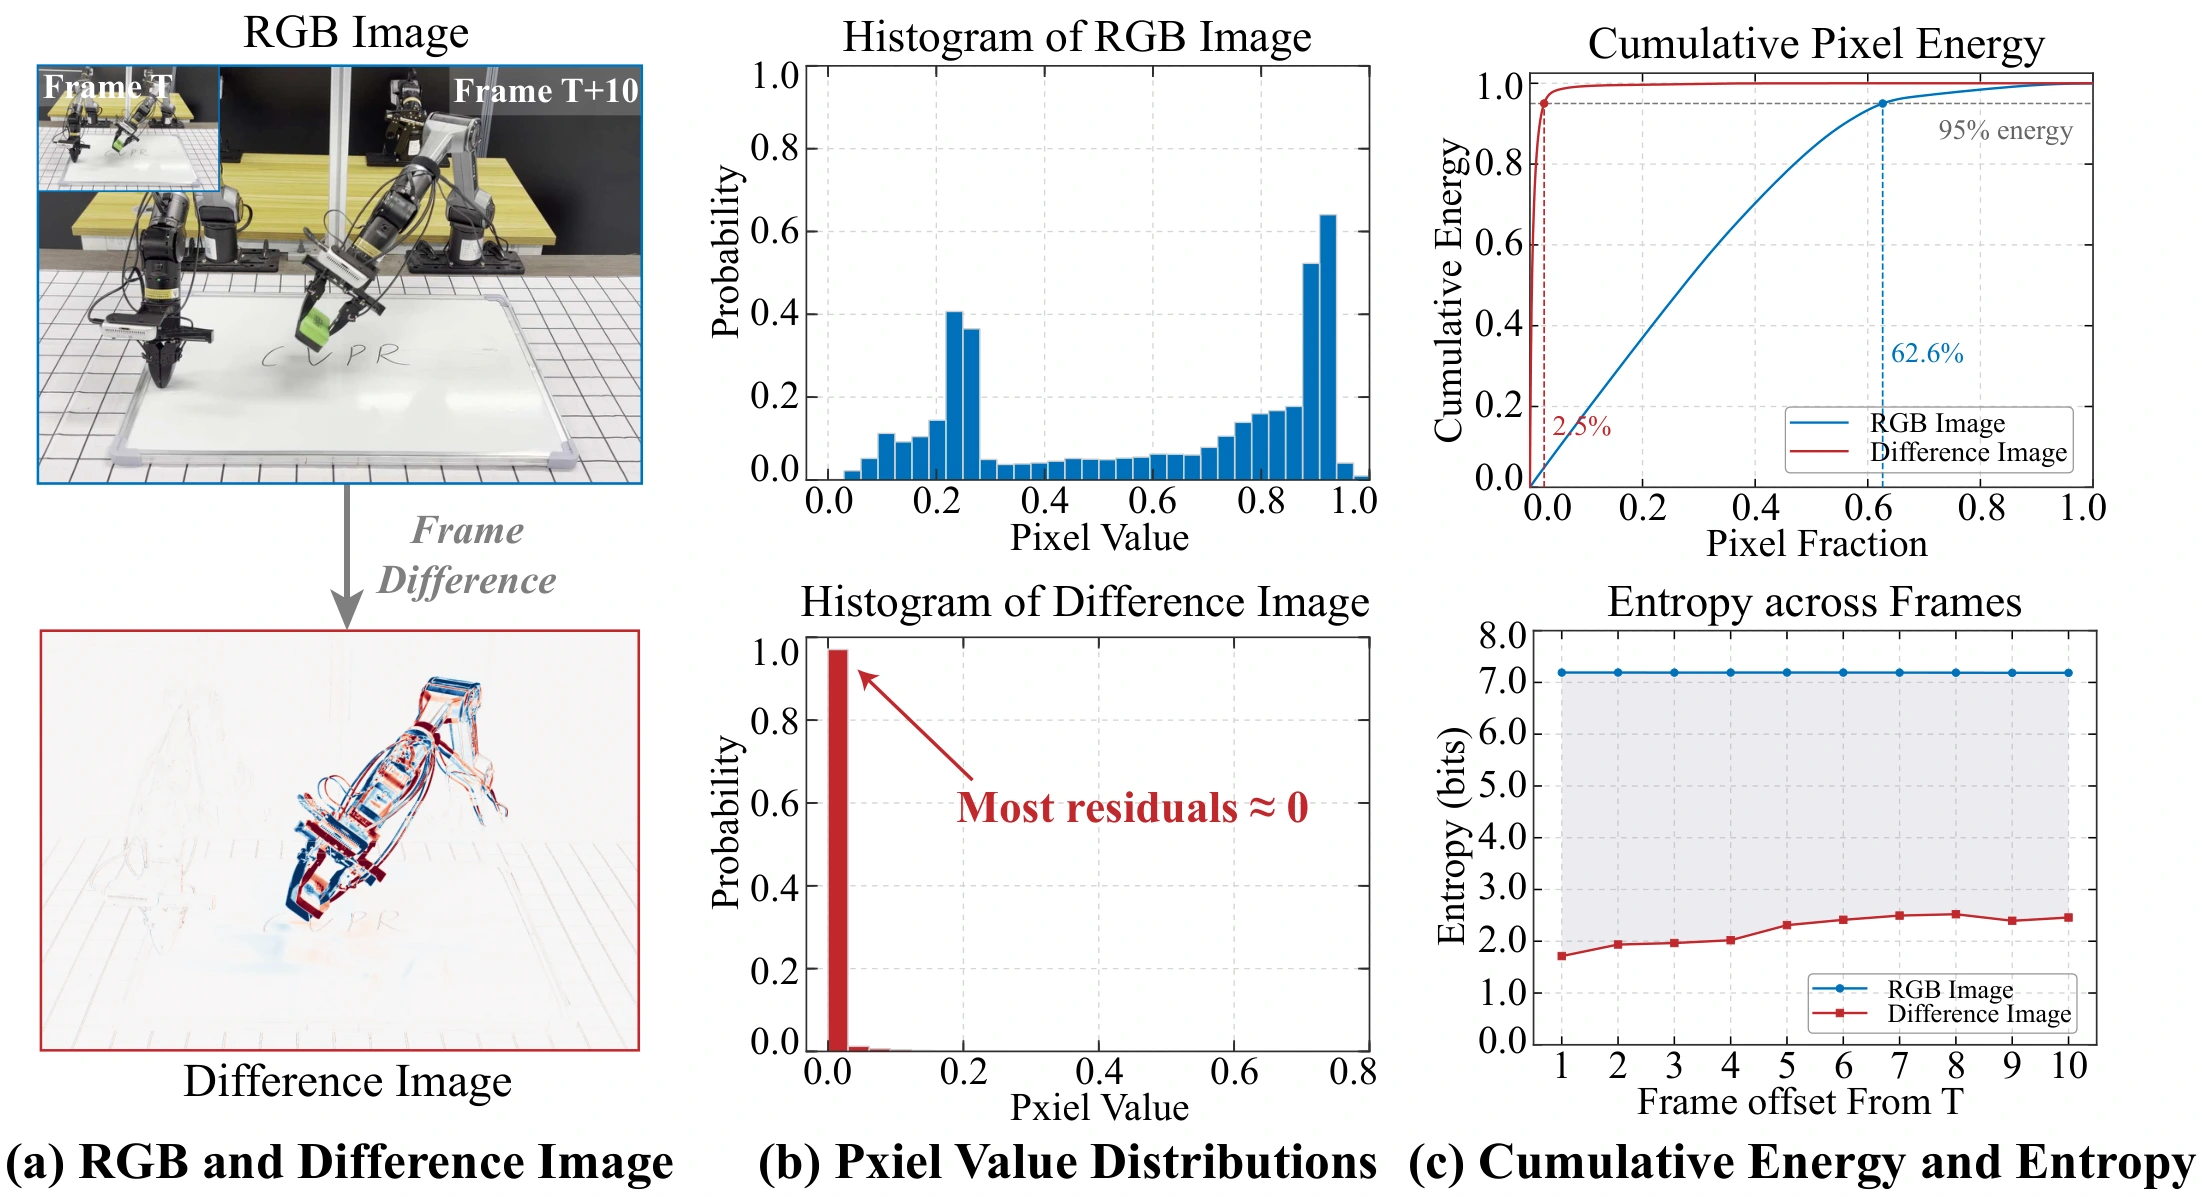 RGB Image
Frame T
Frame T+10
C V P R
Frame
Difference
Difference Image
(a) RGB and Difference Image
Histogram of RGB Image
1.0
0.8
0.6
0.4
0.2
0.0
Probability
0.0 0.2 0.4 0.6 0.8 1.0
Pixel Value
Histogram of Difference Image
1.0
0.8
0.6
0.4
0.2
0.0
Probability
Most residuals ≈ 0
0.0 0.2 0.4 0.6 0.8
Pxiel Value
(b) Pxiel Value Distributions
Cumulative Pixel Energy
1.0
0.8
0.6
0.4
0.2
0.0
Cumulative Energy
95% energy
62.6%
2.5%
RGB Image
Difference Image
0.0 0.2 0.4 0.6 0.8 1.0
Pixel Fraction
Entropy across Frames
8.0
7.0
6.0
5.0
4.0
3.0
2.0
1.0
0.0
Entropy (bits)
RGB Image
Difference Image
1 2 3 4 5 6 7 8 9 10
Frame offset From T
(c) Cumulative Energy and Entropy